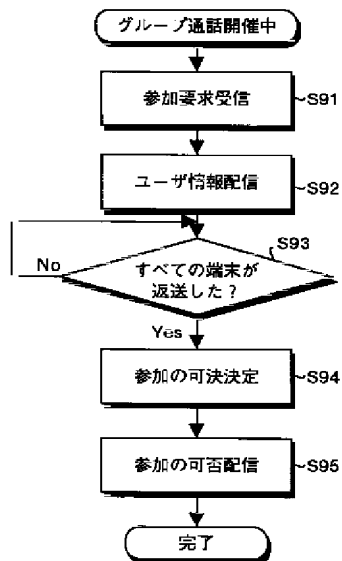 グループ通話開催中
参加要求受信
S91
ユーザ情報配信
S92
S93
No
すべての端末が
返送した?
Yes
参加の可決決定
S94
参加の可否配信
S95
完了